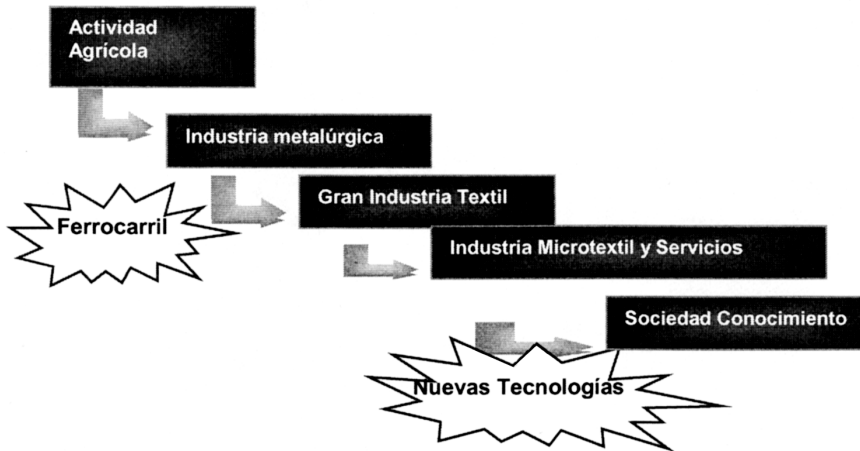 Actividad
Agrícola
Industria metalúrgica
Gran Industria Textil
Ferrocarril
Industria Microtextil y Servicios
Sociedad Conocimiento
Nuevas Tecnologías